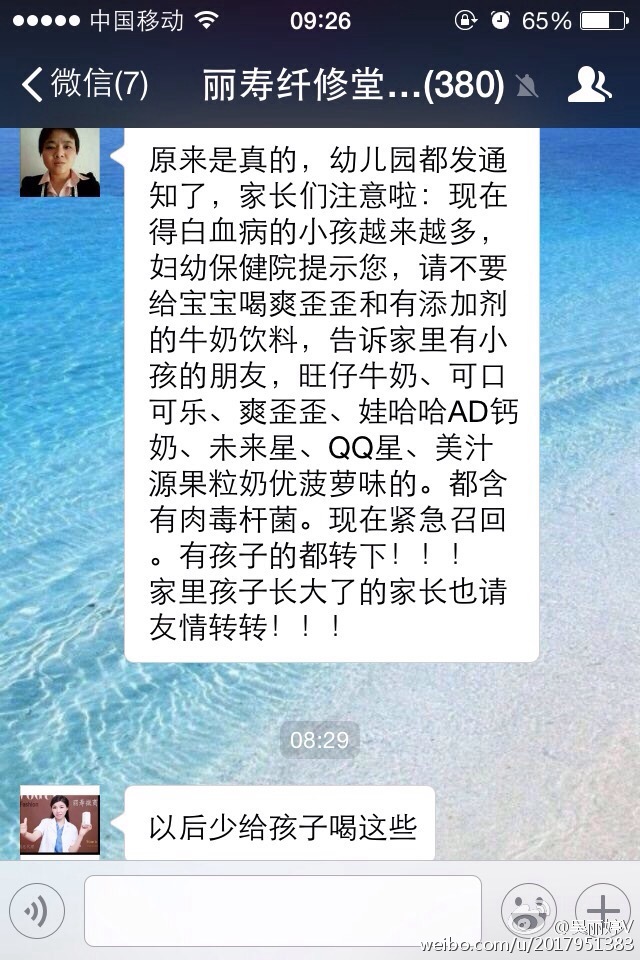 中国移动 09:26 65%
微信(7) 丽寿纤修堂...(380)
原来是真的，幼儿园都发通
知了，家长们注意啦：现在
得白血病的小孩越来越多，
妇幼保健院提示您，请不要
给宝宝喝爽歪歪和有添加剂
的牛奶饮料，告诉家里有小
孩的朋友，旺仔牛奶、可口
可乐、爽歪歪、娃哈哈AD钙
奶、未来星、QQ星、美汁
源果粒奶优菠萝味的。都含
有肉毒杆菌。现在紧急召回
。有孩子的都转下！！！
家里孩子长大了的家长也请
友情转转！！！
08:29
以后少给孩子喝这些
weibo.com/u/2017951383